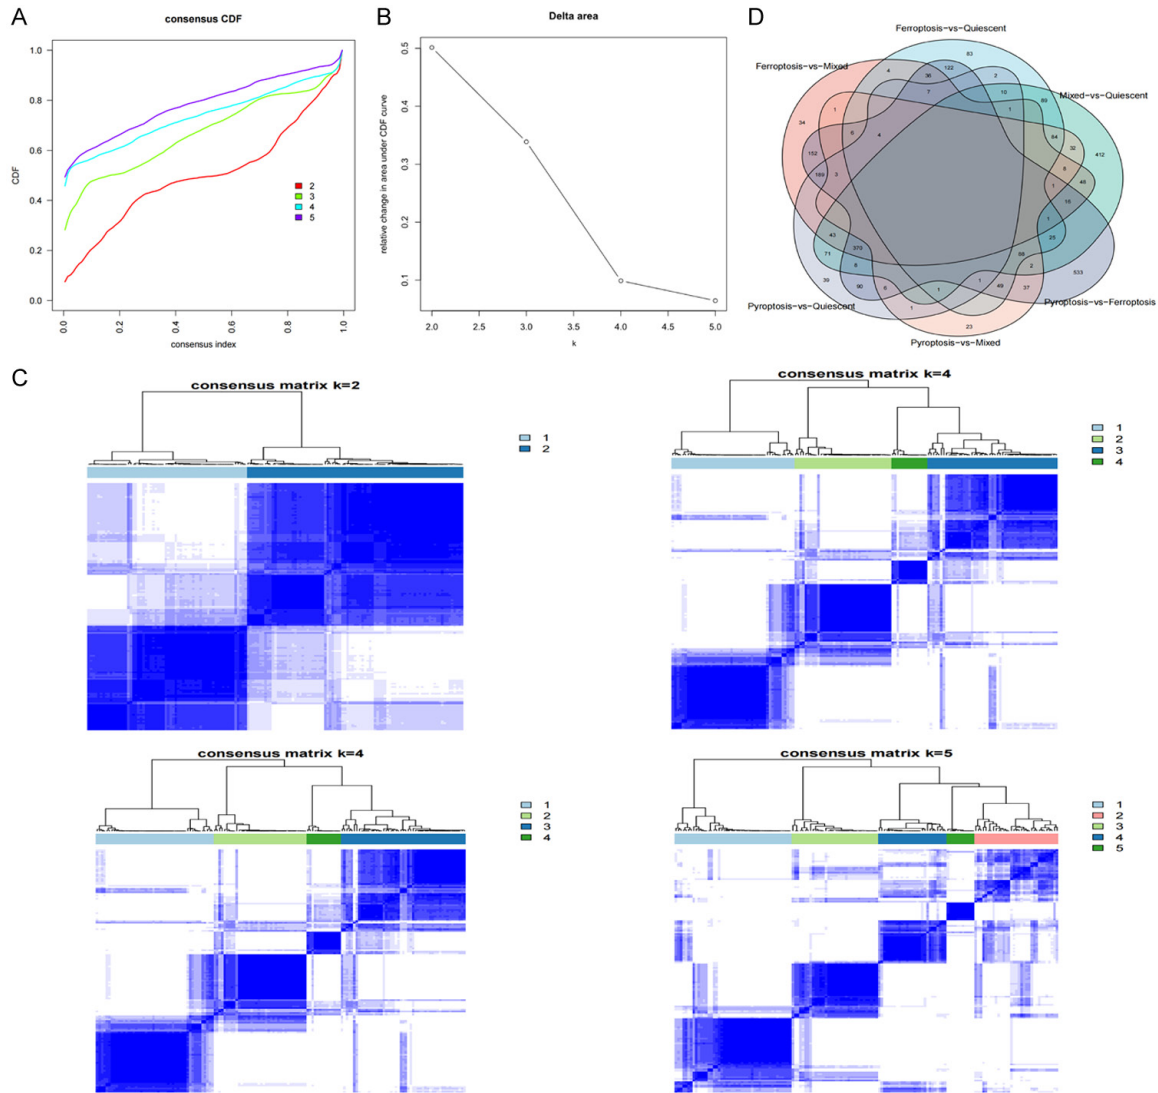 A
consensus CDF
CDF
1.0
0.8
0.6
0.4
0.2
0.0
2
3
4
5
0.0 0.2 0.4 0.6 0.8 1.0
consensus index
B
Delta area
relative change in area under CDF curve
0.5
0.4
0.3
0.2
0.1
2.0 2.5 3.0 3.5 4.0 4.5 5.0
k
D
Ferroptosis-vs-Quiescent
Ferroptosis-vs-Mixed
Mixed-vs-Quiescent
Pyroptosis-vs-Quiescent
Pyroptosis-vs-Ferroptosis
Pyroptosis-vs-Mixed
83
4 36 122 2
7 10 89
34 1 1
6 4 84 32
152 412
169 3 6 48
1 16
1
43 25
71 370 88
39 8 2 533
90 6 1 1 49 37
1
23
C
consensus matrix k=2
1
2
consensus matrix k=4
1
2
3
4
consensus matrix k=4
1
2
3
4
consensus matrix k=5
1
2
3
4
5